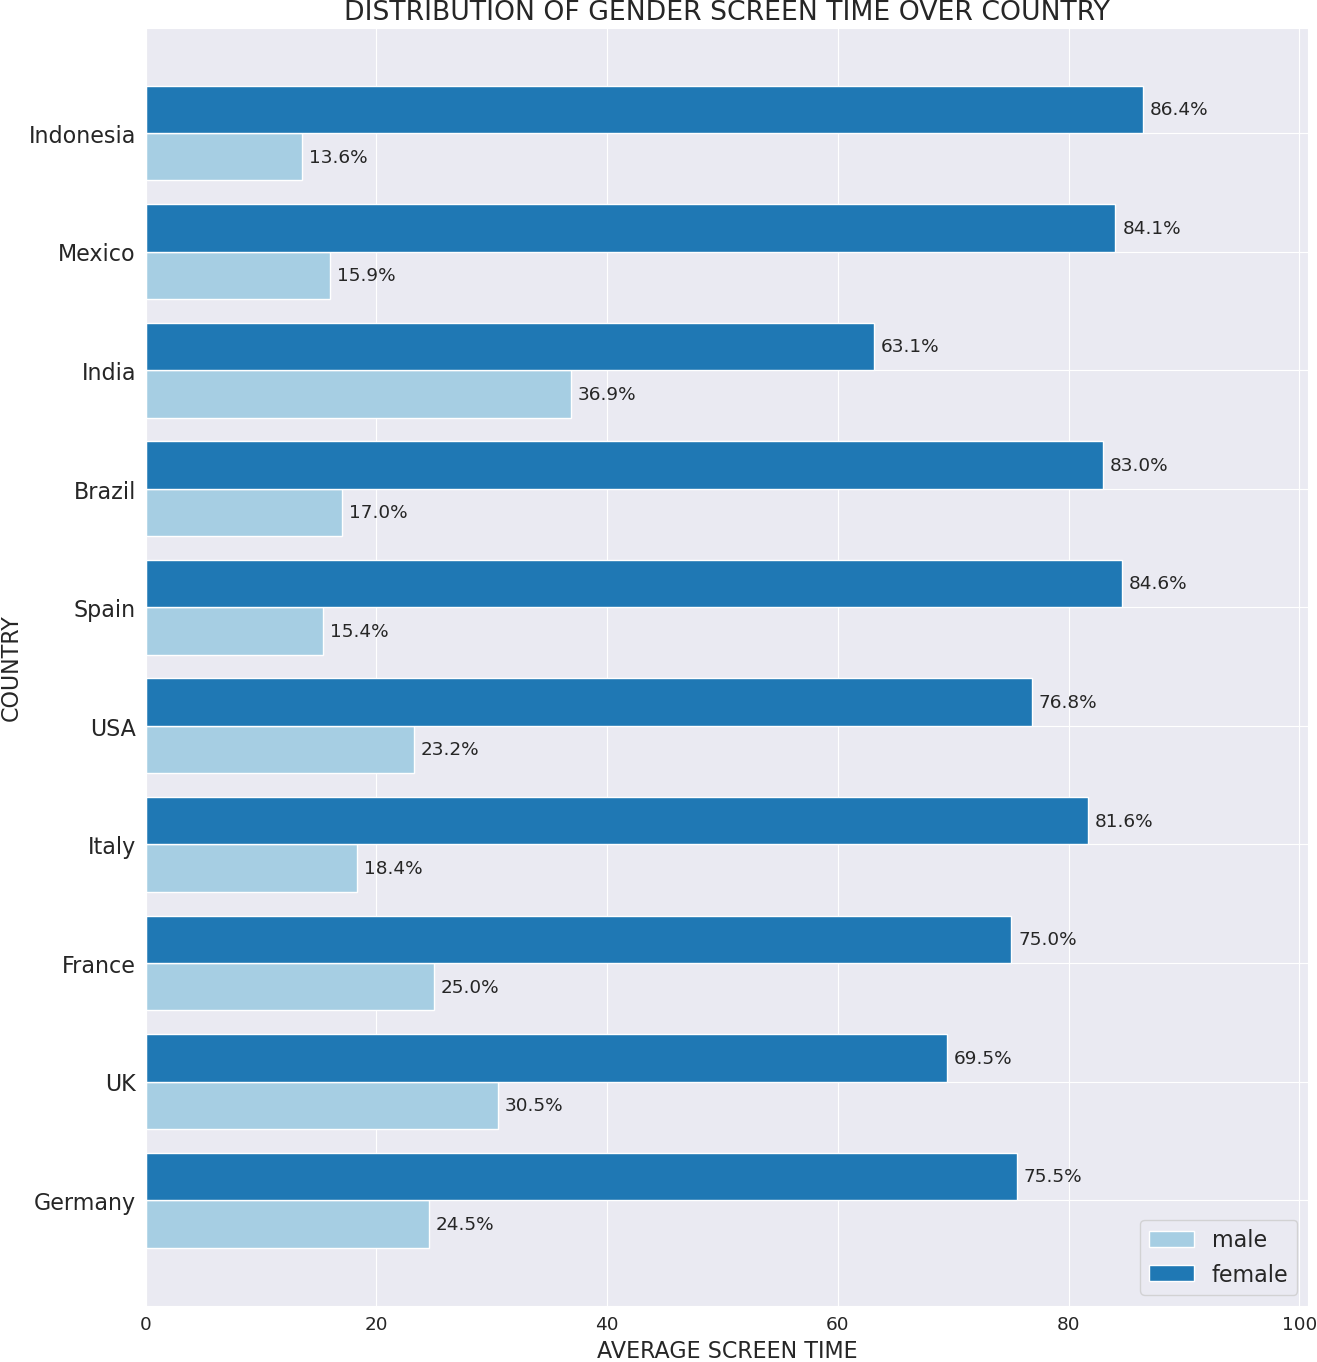 DISTRIBUTION OF GENDER SCREEN TIME OVER COUNTRY
86.4%
Indonesia
13.6%
84.1%
Mexico
15.9%
63.1%
India
36.9%
83.0%
Brazil
17.0%
84.6%
Spain
15.4%
COUNTRY
76.8%
USA
23.2%
81.6%
Italy
18.4%
75.0%
France
25.0%
69.5%
UK
30.5%
75.5%
Germany
24.5%
male
female
0 20 40 60 80 100
AVERAGE SCREEN TIME